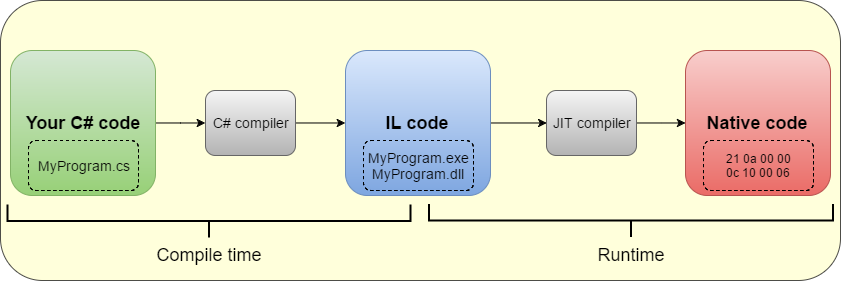 Your C# code
MyProgram.cs
C# compiler
IL code
MyProgram.exe
MyProgram.dll
JIT compiler
Native code
21 0a 00 00
0c 10 00 06
Compile time
Runtime